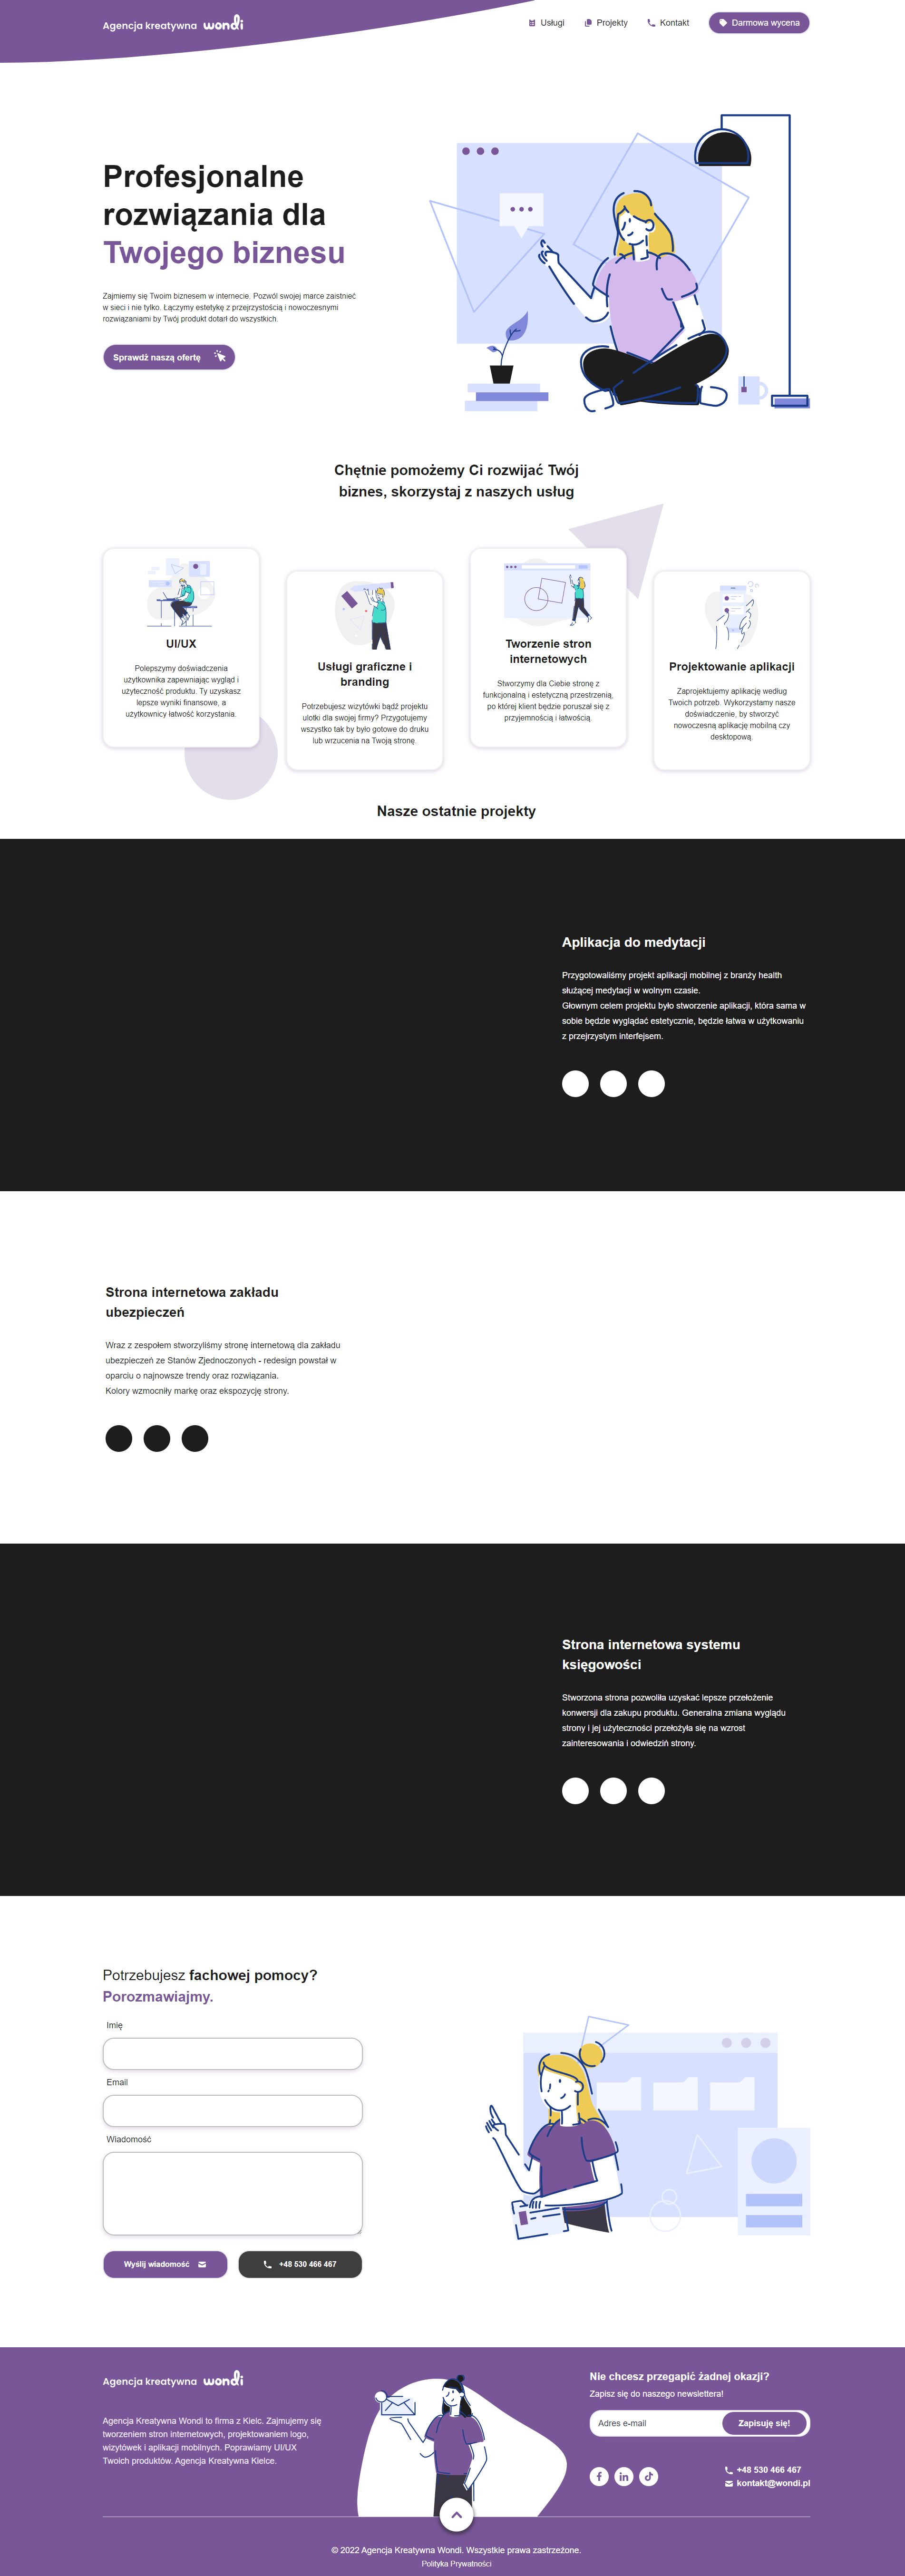 Agencja kreatywna wondi
Usługi
Projekty
Kontakt
Darmowa wycena
Profesjonalne
rozwiązania dla
Twojego biznesu
Zajmiemy się Twoim biznesem w internecie. Pozwól swojej marce zaistnieć
w sieci i nie tylko. Łączymy estetykę z przejrzystością i nowoczesnymi
rozwiązaniami by Twój produkt dotarł do wszystkich.
Sprawdź naszą ofertę
Chętnie pomożemy Ci rozwijać Twój
biznes, skorzystaj z naszych usług
UI/UX
Polepszymy doświadczenia
użytkownika zapewniając wygląd i
użyteczność produktu. Ty uzyskasz
lepsze wyniki finansowe, a
użytkownicy łatwość korzystania.
Usługi graficzne i
branding
Potrzebujesz wizytówki bądź projektu
ulotki dla swojej firmy? Przygotujemy
wszystko tak by było gotowe do druku
lub wrzucenia na Twoją stronę.
Tworzenie stron
internetowych
Stworzymy dla Ciebie stronę z
funkcjonalną i estetyczną przestrzenią,
po której klient będzie poruszał się z
przyjemnością i łatwością.
Projektowanie aplikacji
Zaprojektujemy aplikację według
Twoich potrzeb. Wykorzystamy nasze
doświadczenie, by stworzyć
nowoczesną aplikację mobilną czy
desktopową.
Nasze ostatnie projekty
Aplikacja do medytacji
Przygotowaliśmy projekt aplikacji mobilnej z branży health
służącej medytacji w wolnym czasie.
Głownym celem projektu było stworzenie aplikacji, która sama w
sobie będzie wyglądać estetycznie, będzie łatwa w użytkowaniu
z przejrzystym interfejsem.
Strona internetowa zakładu
ubezpieczeń
Wraz z zespołem stworzyliśmy stronę internetową dla zakładu
ubezpieczeń ze Stanów Zjednoczonych - redesign powstał w
oparciu o najnowsze trendy oraz rozwiązania.
Kolory wzmocniły markę oraz ekspozycję strony.
Strona internetowa systemu
księgowości
Stworzona strona pozwoliła uzyskać lepsze przełożenie
konwersji dla zakupu produktu. Generalna zmiana wyglądu
strony i jej użyteczności przełożyła się na wzrost
zainteresowania i odwiedziń strony.
Potrzebujesz fachowej pomocy?
Porozmawiajmy.
Imię
Email
Wiadomość
Wyślij wiadomość
+48 530 466 467
Agencja kreatywna wondi
Agencja Kreatywna Wondi to firma z Kielc. Zajmujemy się
tworzeniem stron internetowych, projektowaniem logo,
wizytówek i aplikacji mobilnych. Poprawiamy UI/UX
Twoich produktów. Agencja Kreatywna Kielce.
Nie chcesz przegapić żadnej okazji?
Zapisz się do naszego newslettera!
Adres e-mail
Zapisuję się!
+48 530 466 467
kontakt@wondi.pl
© 2022 Agencja Kreatywna Wondi. Wszystkie prawa zastrzeżone.
Polityka Prywatności